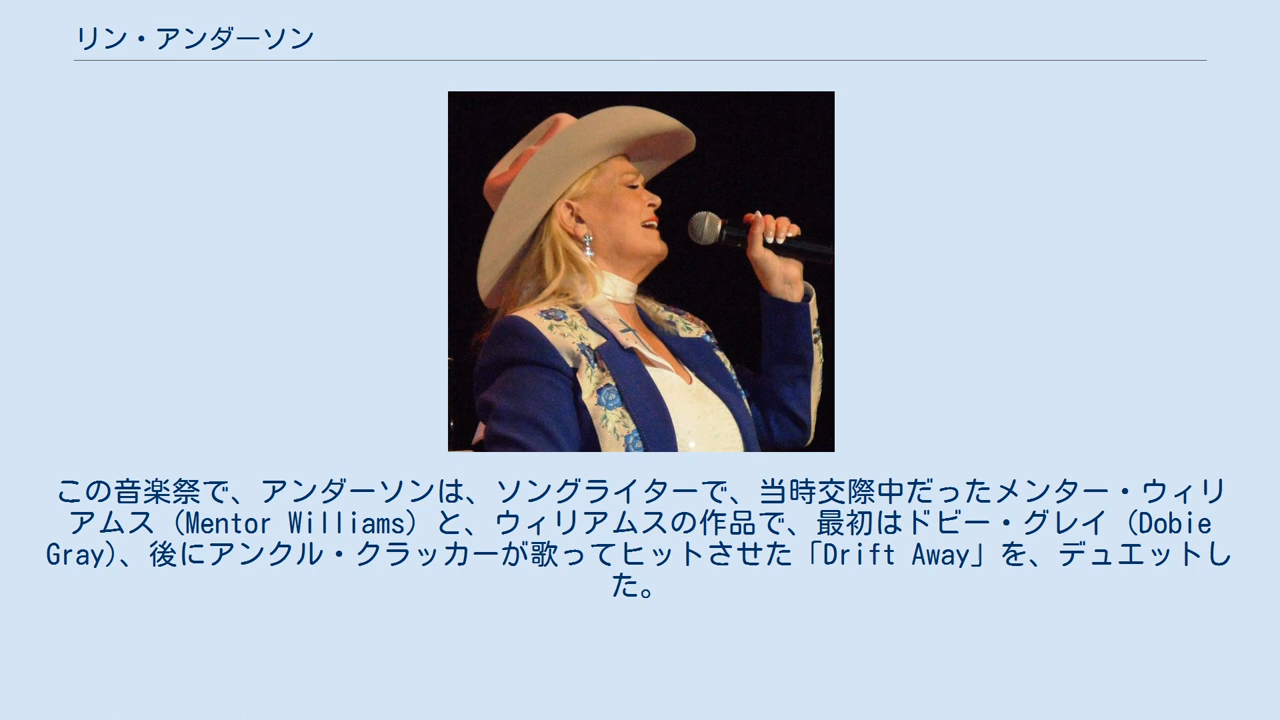 リン・アンダーソン
この音楽祭で、アンダーソンは、ソングライターで、当時交際中だったメンター・ウィリ
アムス（Mentor Williams）と、ウィリアムスの作品で、最初はドビー・グレイ（Dobie
Gray)、後にアンクル・クラッカーが歌ってヒットさせた「Drift Away」を、デュエットし
た。